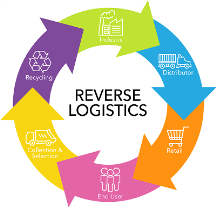 REVERSE
LOGISTICS
Industry
Distributor
Retail
End User
Collection &
Selection
Recycling